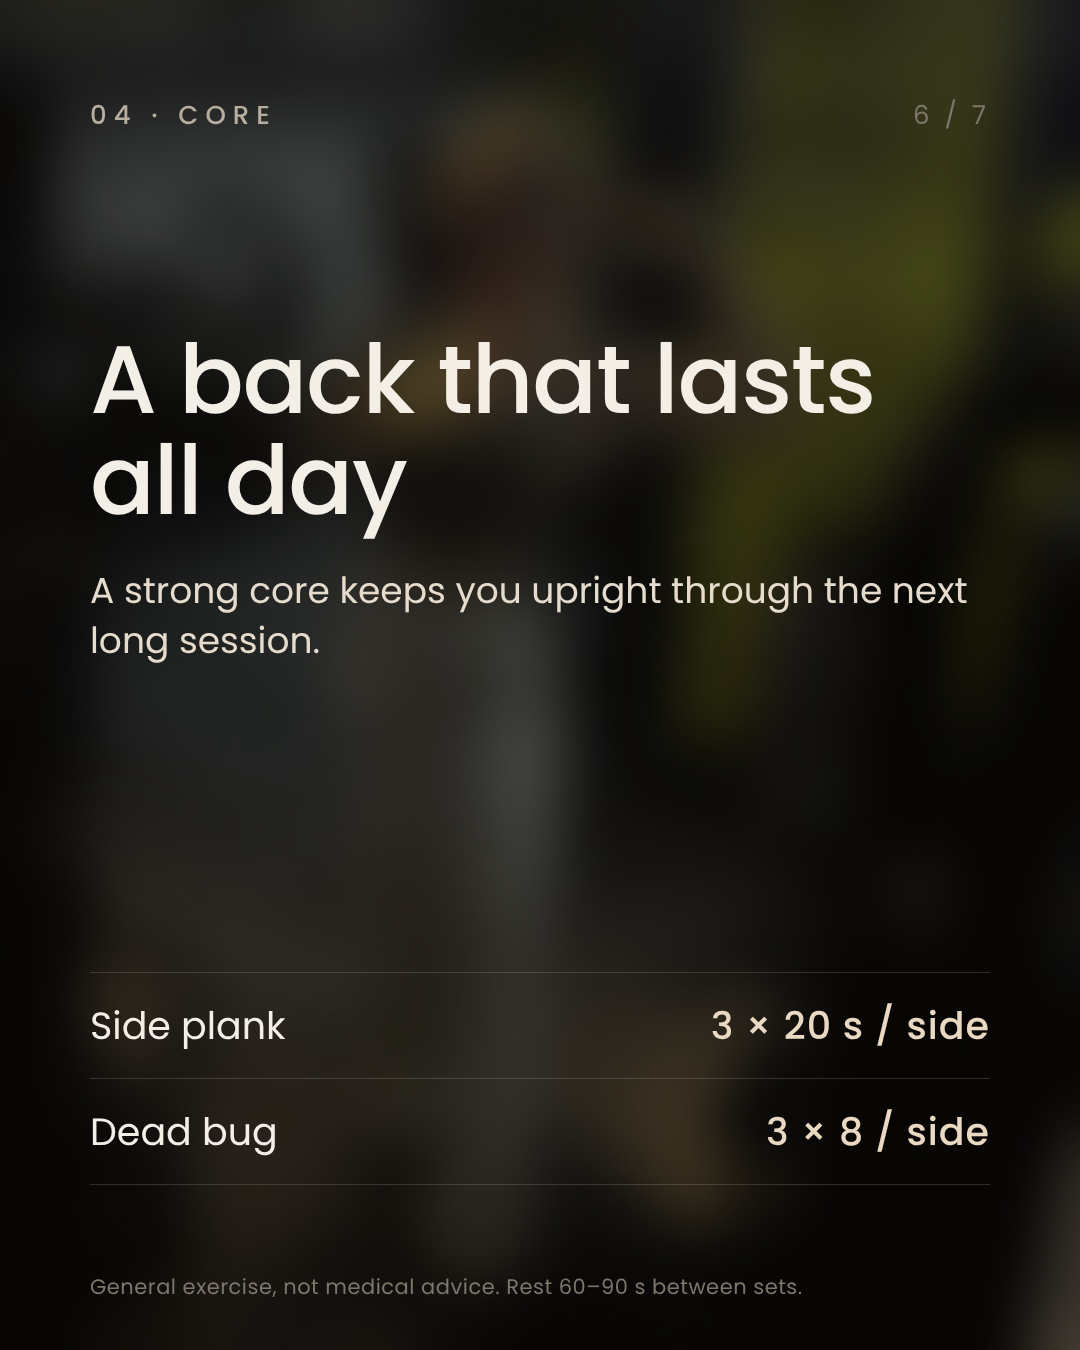 04 · CORE
6 / 7
A back that lasts
all day
A strong core keeps you upright through the next
long session.
Side plank
3 × 20 s / side
Dead bug
3 × 8 / side
General exercise, not medical advice. Rest 60–90 s between sets.